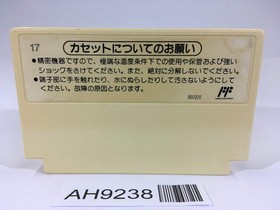 17
カセットについてのお願い
●精密機器ですので、極端な温度条件下での使用や保管および強い
ショックをさけてください。また、絶対に分解しないでください。
●端子部に手を触れたり、水にぬらしたりして汚さないようにして
ください。故障の原因となります。
AH9238